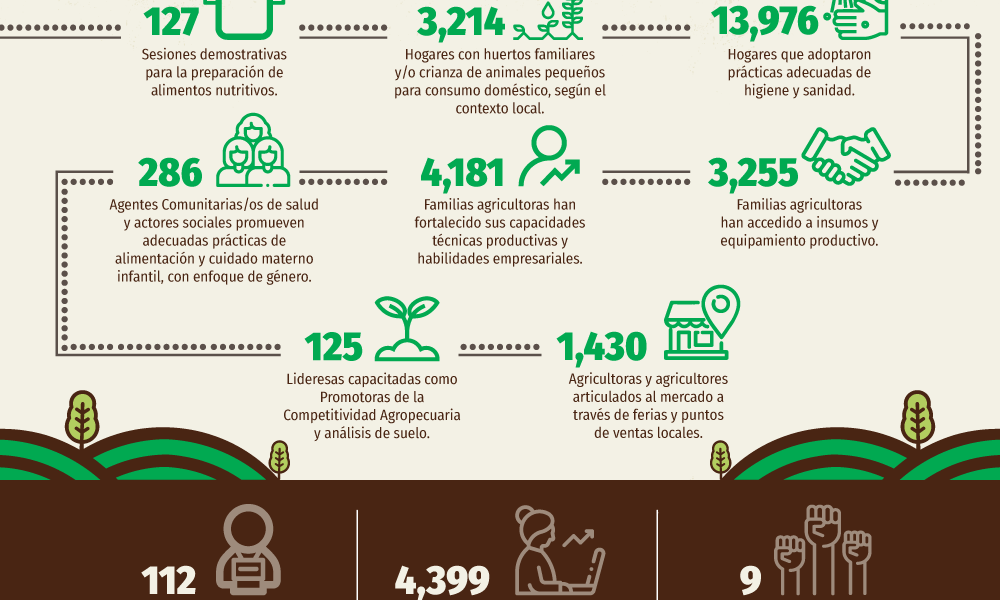 127
Sesiones demostrativas
para la preparación de
alimentos nutritivos.
3,214
Hogares con huertos familiares
y/o crianza de animales pequeños
para consumo doméstico, según el
contexto local.
13,976
Hogares que adoptaron
prácticas adecuadas de
higiene y sanidad.
286
Agentes Comunitarias/os de salud
y actores sociales promueven
adecuadas prácticas de
alimentación y cuidado materno
infantil, con enfoque de género.
4,181
Familias agricultoras han
fortalecido sus capacidades
técnicas productivas y
habilidades empresariales.
3,255
Familias agricultoras
han accedido a insumos y
equipamiento productivo.
125
Lideresas capacitadas como
Promotoras de la
Competitividad Agropecuaria
y análisis de suelo.
1,430
Agricultoras y agricultores
articulados al mercado a
través de ferias y puntos
de ventas locales.
112
4,399
9